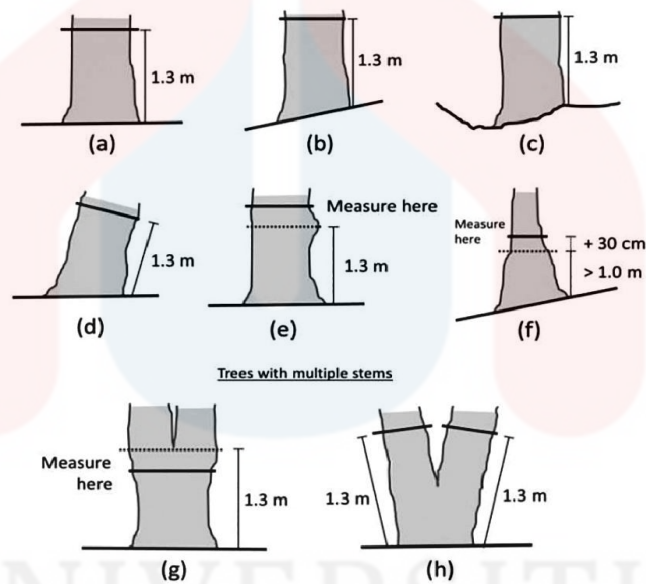 1.3 m
1.3 m
1.3 m
(a)
(b)
(c)
Measure here
1.3 m
1.3 m
Measure
here
+ 30 cm
> 1.0 m
(d)
(e)
(f)
Trees with multiple stems
Measure
here
1.3 m
1.3 m
1.3 m
(g)
(h)